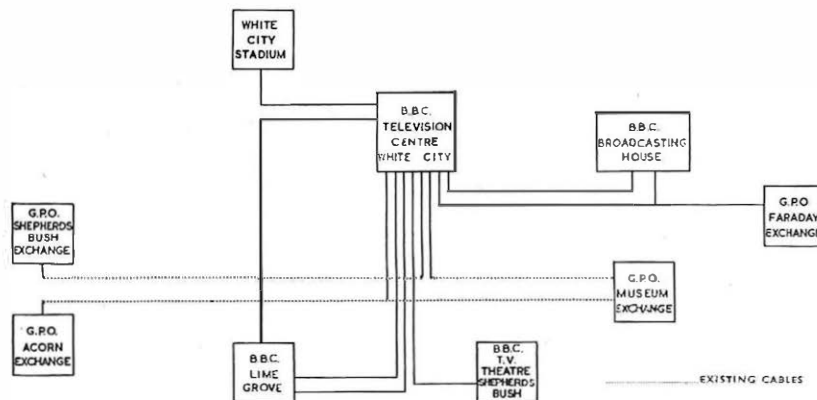 WHITE
CITY
STADIUM
B.B.C.
TELEVISION
CENTRE
WHITE CITY
B.B.C.
BROADCASTING
HOUSE
G.P.O.
SHEPHERDS
BUSH
EXCHANGE
G.P.O
FARADAY
EXCHANGE
G.P.O.
MUSEUM
EXCHANGE
G.P.O.
ACORN
EXCHANGE
B.B.C.
LIME
GROVE
B.B.C.
T.V.
THEATRE
SHEPHERDS
BUSH
EXISTING CABLES